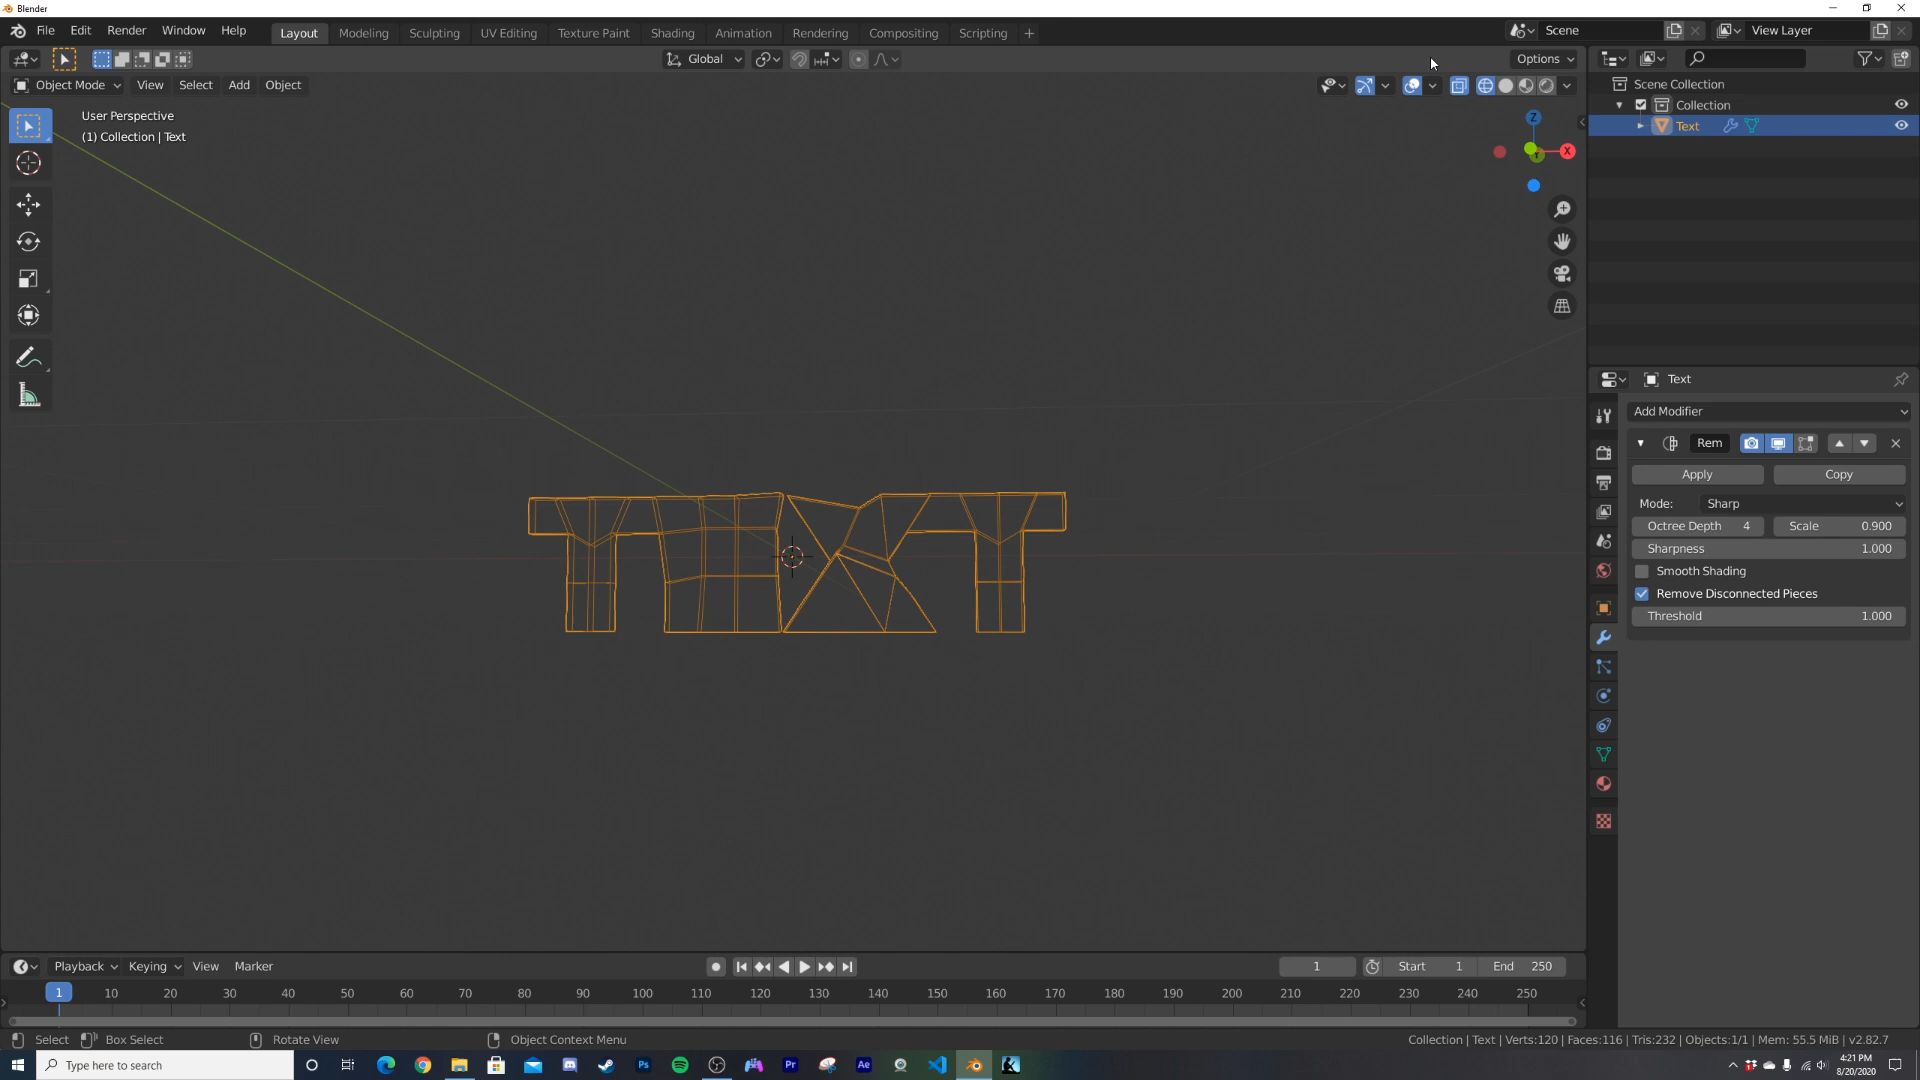 Blender
File Edit Render Window Help Layout Modeling Sculpting UV Editing Texture Paint Shading Animation Rendering Compositing Scripting + Scene View Layer
Global Options
Object Mode View Select Add Object
User Perspective
(1) Collection | Text
Z
X
Y
Scene Collection
Collection
Text
Text
Add Modifier
Rem
Apply Copy
Mode: Sharp
Octree Depth 4 Scale 0.900
Sharpness 1.000
Smooth Shading
Remove Disconnected Pieces
Threshold 1.000
Playback Keying View Marker 1 Start 1 End 250
1 10 20 30 40 50 60 70 80 90 100 110 120 130 140 150 160 170 180 190 200 210 220 230 240 250
Select Box Select Rotate View Object Context Menu Collection | Text | Verts:120 | Faces:116 | Tris:232 | Objects:1/1 | Mem: 55.5 MiB | v2.82.7
Type here to search Ps Pr Ae 4:21 PM
8/20/2020